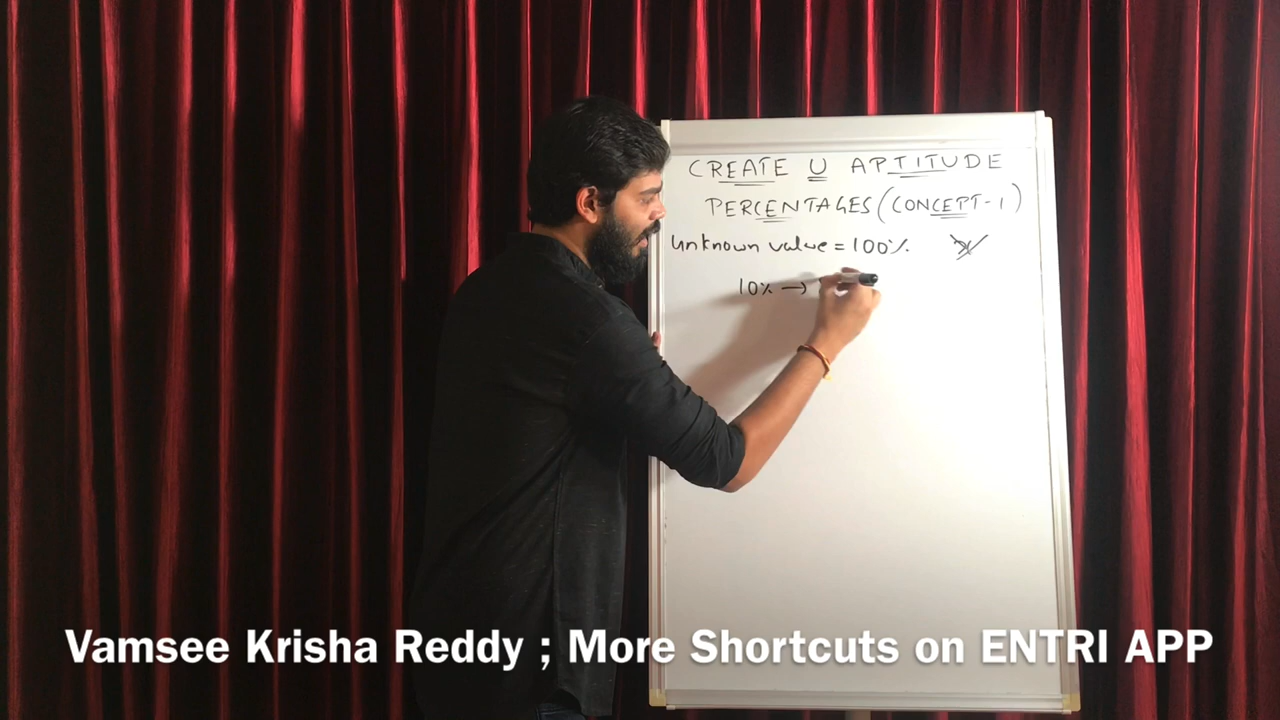 CREATE U APTITUDE
PERCENTAGES (CONCEPT-1)
Unknown value = 100%
10% →
Vamsee Krisha Reddy ; More Shortcuts on ENTRI APP